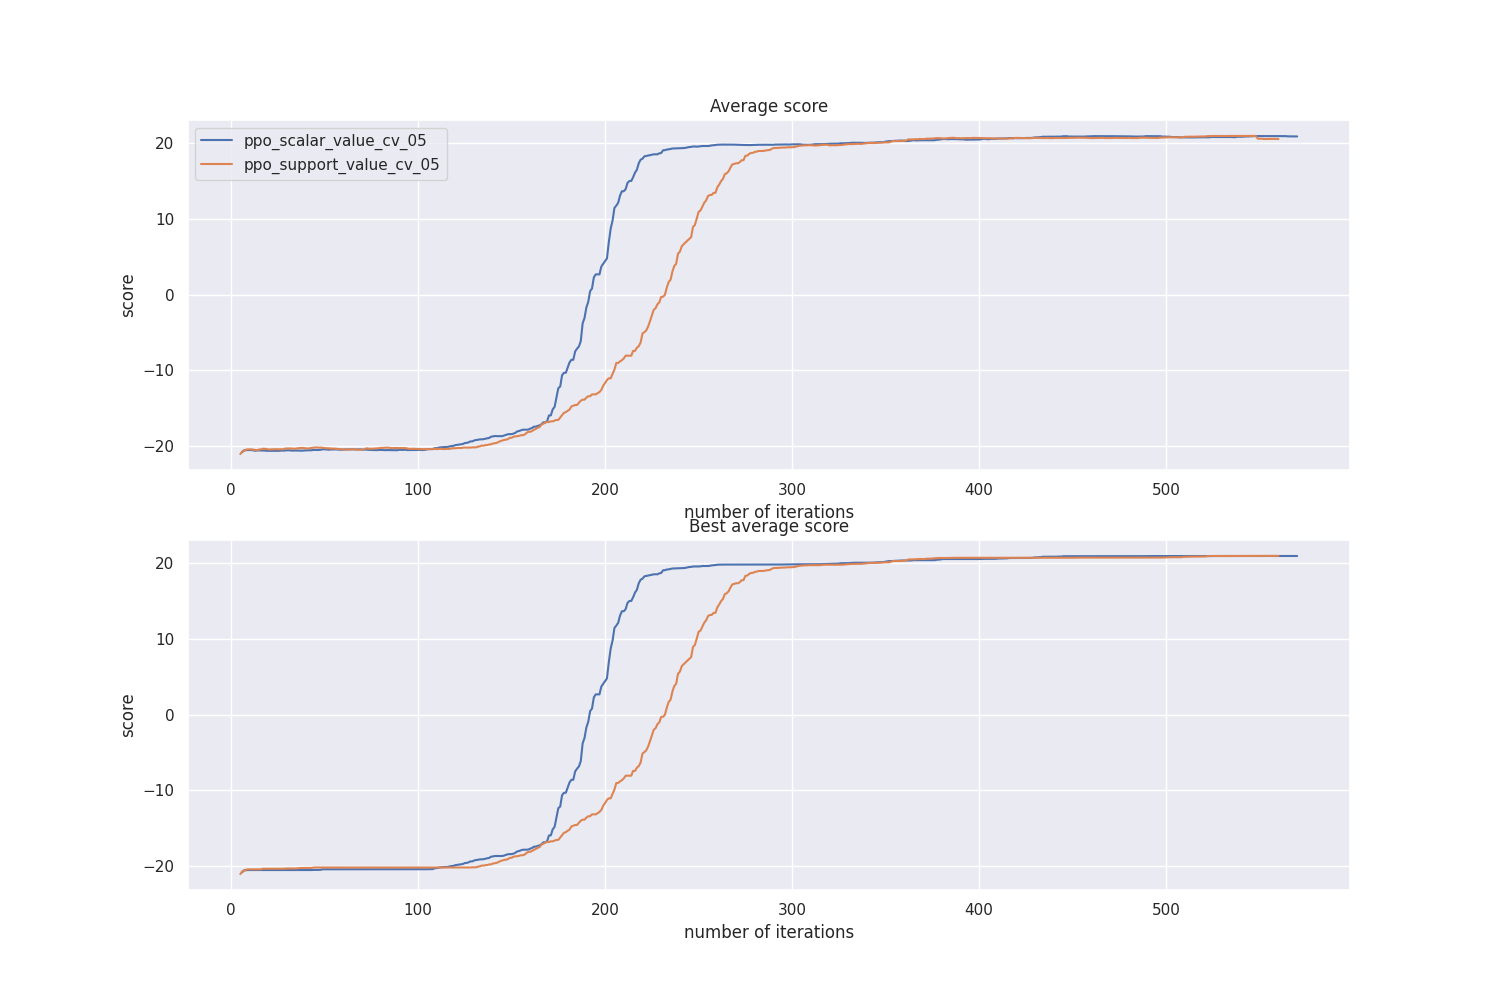 Average score
ppo_scalar_value_cv_05
ppo_support_value_cv_05
20
10
0
−10
−20
score
0 100 200 300 400 500
number of iterations
Best average score
20
10
0
−10
−20
score
0 100 200 300 400 500
number of iterations